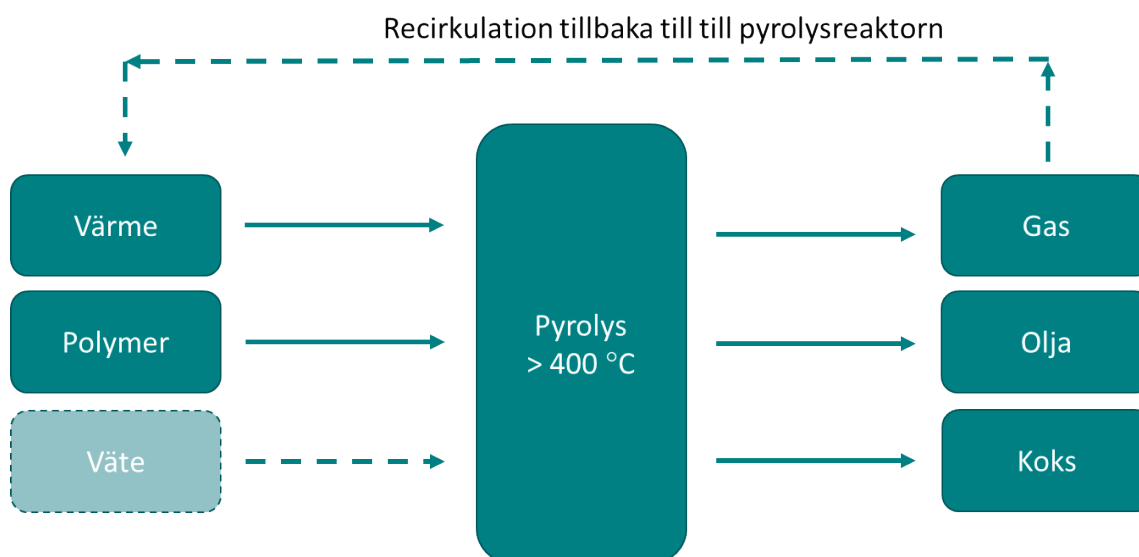 Recirkulation tillbaka till till pyrolysreaktorn
Värme
Polymer
Väte
Pyrolys
> 400 °C
Gas
Olja
Koks